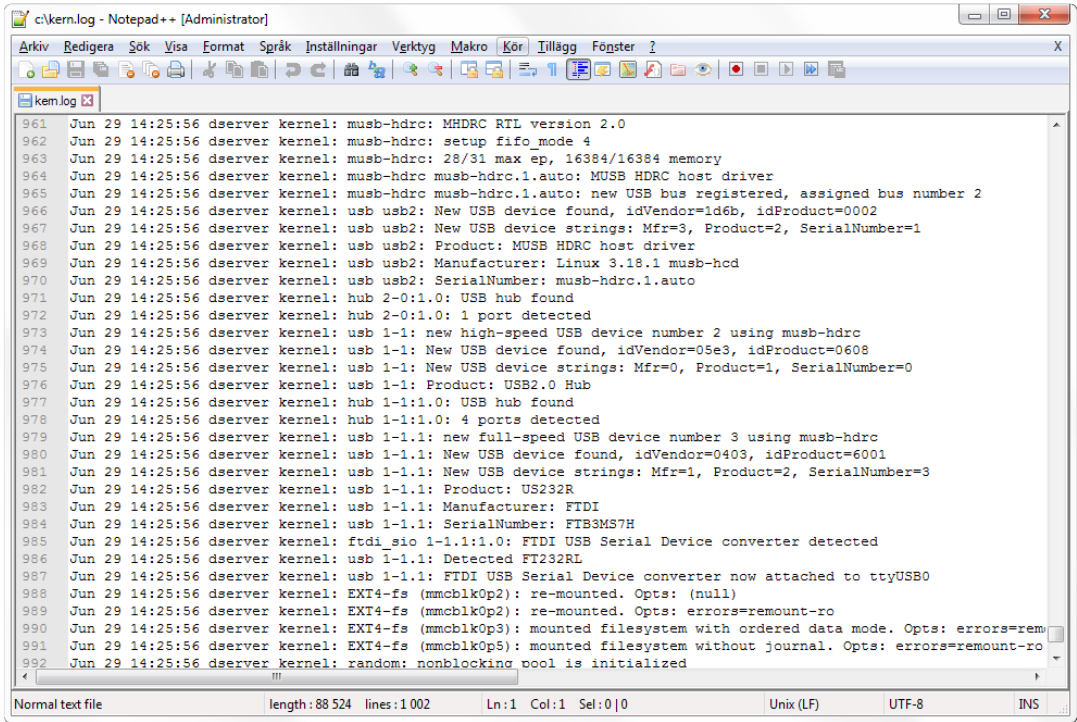 c:\kern.log - Notepad++ [Administrator]
Arkiv Redigera Sök Visa Format Språk Inställningar Verktyg Makro Kör Tillägg Fönster ? X
kern.log
961 Jun 29 14:25:56 dserver kernel: musb-hdrc: MHDRC RTL version 2.0
962 Jun 29 14:25:56 dserver kernel: musb-hdrc: setup fifo_mode 4
963 Jun 29 14:25:56 dserver kernel: musb-hdrc: 28/31 max ep, 16384/16384 memory
964 Jun 29 14:25:56 dserver kernel: musb-hdrc musb-hdrc.1.auto: MUSB HDRC host driver
965 Jun 29 14:25:56 dserver kernel: musb-hdrc musb-hdrc.1.auto: new USB bus registered, assigned bus number 2
966 Jun 29 14:25:56 dserver kernel: usb usb2: New USB device found, idVendor=1d6b, idProduct=0002
967 Jun 29 14:25:56 dserver kernel: usb usb2: New USB device strings: Mfr=3, Product=2, SerialNumber=1
968 Jun 29 14:25:56 dserver kernel: usb usb2: Product: MUSB HDRC host driver
969 Jun 29 14:25:56 dserver kernel: usb usb2: Manufacturer: Linux 3.18.1 musb-hcd
970 Jun 29 14:25:56 dserver kernel: usb usb2: SerialNumber: musb-hdrc.1.auto
971 Jun 29 14:25:56 dserver kernel: hub 2-0:1.0: USB hub found
972 Jun 29 14:25:56 dserver kernel: hub 2-0:1.0: 1 port detected
973 Jun 29 14:25:56 dserver kernel: usb 1-1: new high-speed USB device number 2 using musb-hdrc
974 Jun 29 14:25:56 dserver kernel: usb 1-1: New USB device found, idVendor=05e3, idProduct=0608
975 Jun 29 14:25:56 dserver kernel: usb 1-1: New USB device strings: Mfr=0, Product=1, SerialNumber=0
976 Jun 29 14:25:56 dserver kernel: usb 1-1: Product: USB2.0 Hub
977 Jun 29 14:25:56 dserver kernel: hub 1-1:1.0: USB hub found
978 Jun 29 14:25:56 dserver kernel: hub 1-1:1.0: 4 ports detected
979 Jun 29 14:25:56 dserver kernel: usb 1-1.1: new full-speed USB device number 3 using musb-hdrc
980 Jun 29 14:25:56 dserver kernel: usb 1-1.1: New USB device found, idVendor=0403, idProduct=6001
981 Jun 29 14:25:56 dserver kernel: usb 1-1.1: New USB device strings: Mfr=1, Product=2, SerialNumber=3
982 Jun 29 14:25:56 dserver kernel: usb 1-1.1: Product: US232R
983 Jun 29 14:25:56 dserver kernel: usb 1-1.1: Manufacturer: FTDI
984 Jun 29 14:25:56 dserver kernel: usb 1-1.1: SerialNumber: FTB3MS7H
985 Jun 29 14:25:56 dserver kernel: ftdi_sio 1-1.1:1.0: FTDI USB Serial Device converter detected
986 Jun 29 14:25:56 dserver kernel: usb 1-1.1: Detected FT232RL
987 Jun 29 14:25:56 dserver kernel: usb 1-1.1: FTDI USB Serial Device converter now attached to ttyUSB0
988 Jun 29 14:25:56 dserver kernel: EXT4-fs (mmcblk0p2): re-mounted. Opts: (null)
989 Jun 29 14:25:56 dserver kernel: EXT4-fs (mmcblk0p2): re-mounted. Opts: errors=remount-ro
990 Jun 29 14:25:56 dserver kernel: EXT4-fs (mmcblk0p3): mounted filesystem with ordered data mode. Opts: errors=rem
991 Jun 29 14:25:56 dserver kernel: EXT4-fs (mmcblk0p5): mounted filesystem without journal. Opts: errors=remount-ro
992 Jun 29 14:25:56 dserver kernel: random: nonblocking pool is initialized
Normal text file length : 88 524 lines : 1 002 Ln : 1 Col : 1 Sel : 0 | 0 Unix (LF) UTF-8 INS